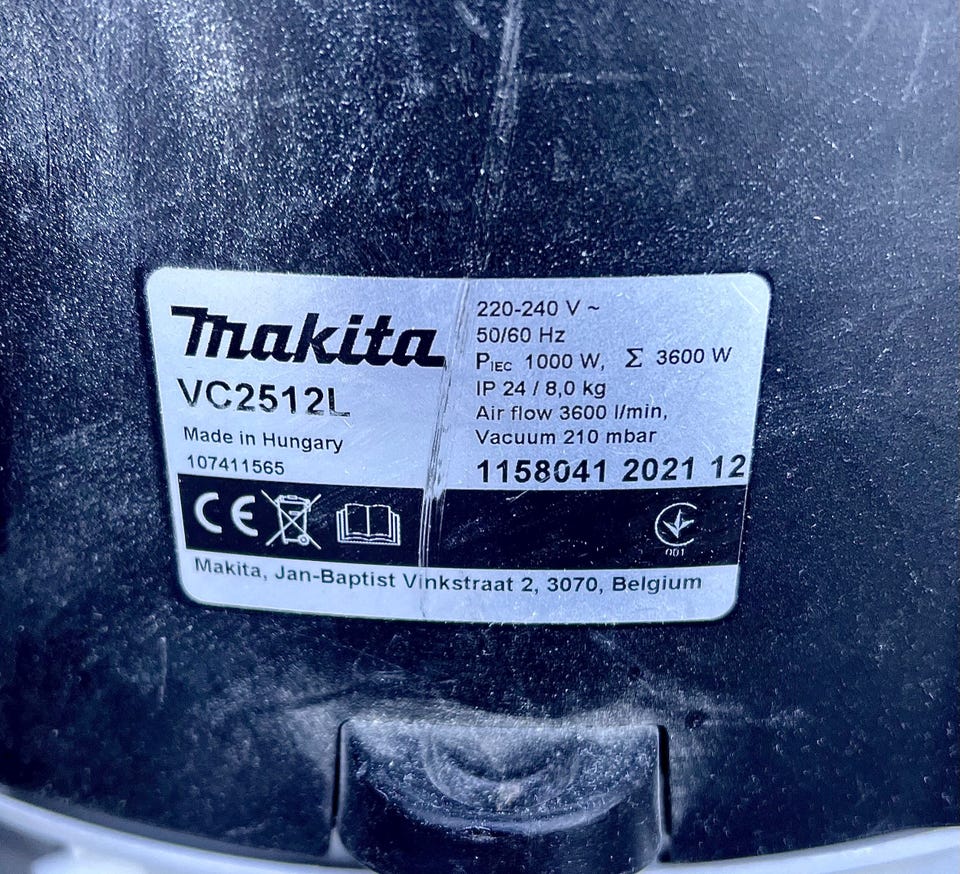 makita
VC2512L
Made in Hungary
107411565
220-240 V ~
50/60 Hz
PIEC 1000 W, Σ 3600 W
IP 24 / 8,0 kg
Air flow 3600 l/min,
Vacuum 210 mbar
1158041 2021 12
CE
001
Makita, Jan-Baptist Vinkstraat 2, 3070, Belgium